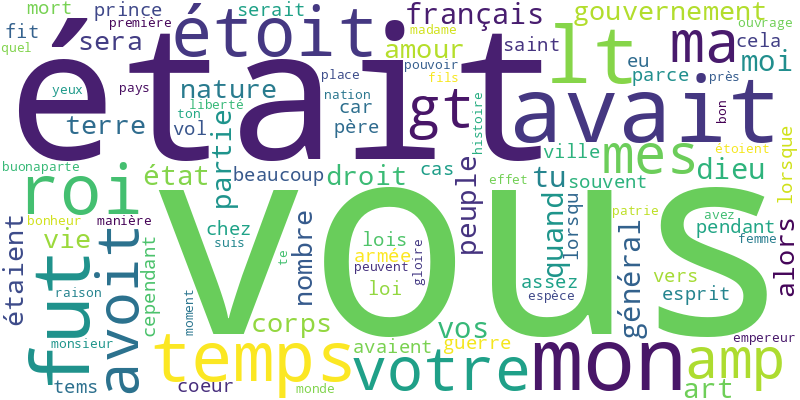 mort
prince
serait
français
gouvernement
première
madame
ouvrage
fit
sera
étoit
amour
saint
lt
ma
cela
quel
était
pouvoir
eu
parce
moi
yeux
nature
pays
place
fils
près
terre
ton
liberté
nation
car
gt
avait
bon
vol
père
histoire
mes
étoient
lorsque
buonaparte
roi
état
partie
beaucoup
droit
cas
ville
tu
souvent
dieu
effet
peuple
bonheur
manière
vous
patrie
avez
pendant
femme
étaient
vie
chez
suis
nombre
lois
armée
peuvent
gloire
quand
lorsqu
général
alors
fut
avoit
cependant
te
loi
assez
espèce
vers
esprit
raison
moment
corps
vos
monsieur
temps
avaient
guerre
mon
empereur
tems
coeur
monde
votre
amp
art